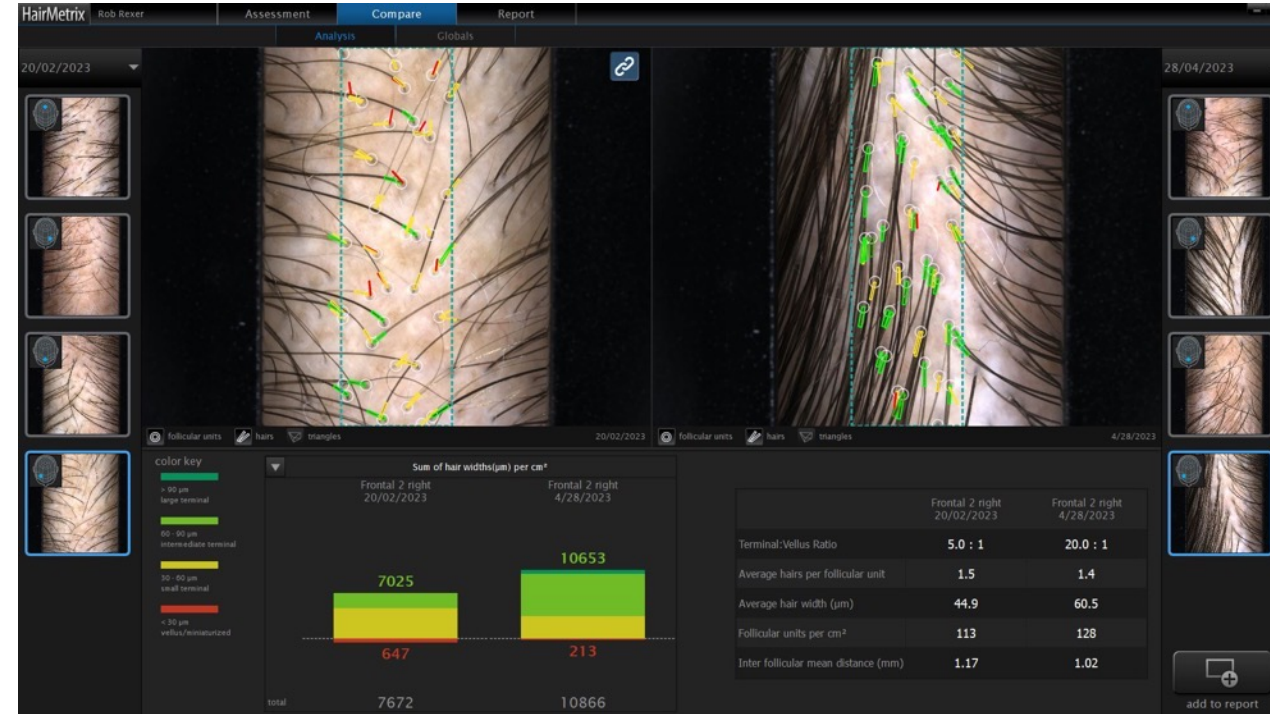 HairMetrix Rob Rexer Assessment Compare Report
Analysis Globals
20/02/2023
28/04/2023
follicular units hairs triangles 20/02/2023
follicular units hairs triangles 4/28/2023
color key
> 90 µm
large terminal
60 - 90 µm
intermediate terminal
30 - 60 µm
small terminal
< 30 µm
vellus/miniaturized
Sum of hair widths(µm) per cm²
Frontal 2 right Frontal 2 right
20/02/2023 4/28/2023
7025 10653
647 213
total 7672 10866
Frontal 2 right Frontal 2 right
20/02/2023 4/28/2023
Terminal:Vellus Ratio 5.0 : 1 20.0 : 1
Average hairs per follicular unit 1.5 1.4
Average hair width (µm) 44.9 60.5
Follicular units per cm² 113 128
Inter follicular mean distance (mm) 1.17 1.02
add to report